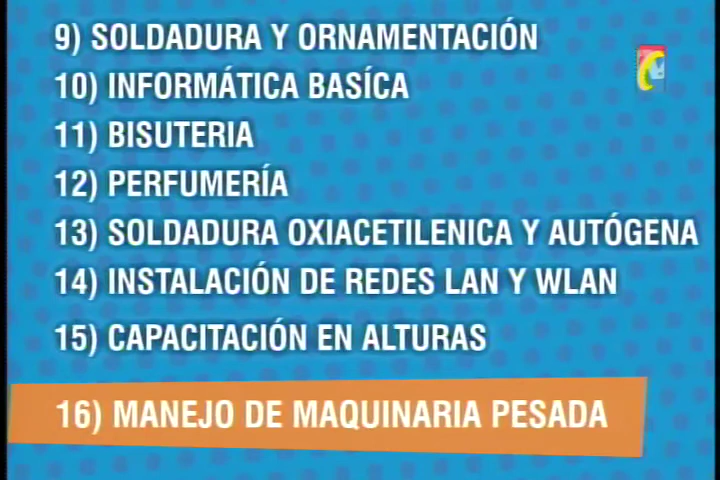 9) SOLDADURA Y ORNAMENTACIÓN
10) INFORMÁTICA BASÍCA
11) BISUTERIA
12) PERFUMERÍA
13) SOLDADURA OXIACETILENICA Y AUTÓGENA
14) INSTALACIÓN DE REDES LAN Y WLAN
15) CAPACITACIÓN EN ALTURAS
16) MANEJO DE MAQUINARIA PESADA